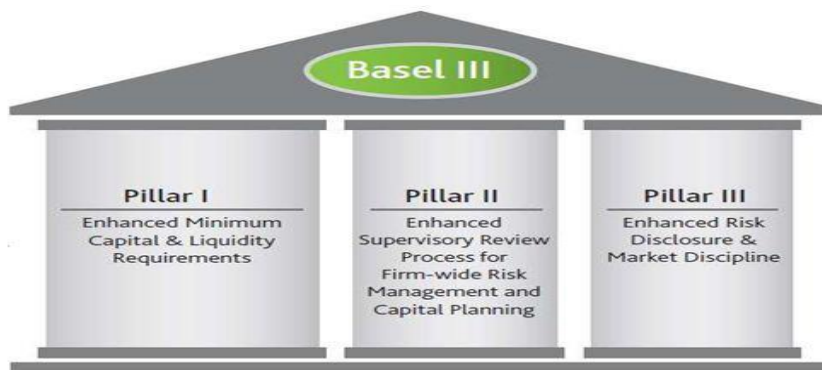 Basel III
Pillar I
Enhanced Minimum
Capital & Liquidity
Requirements
Pillar II
Enhanced
Supervisory Review
Process for
Firm-wide Risk
Management and
Capital Planning
Pillar III
Enhanced Risk
Disclosure &
Market Discipline